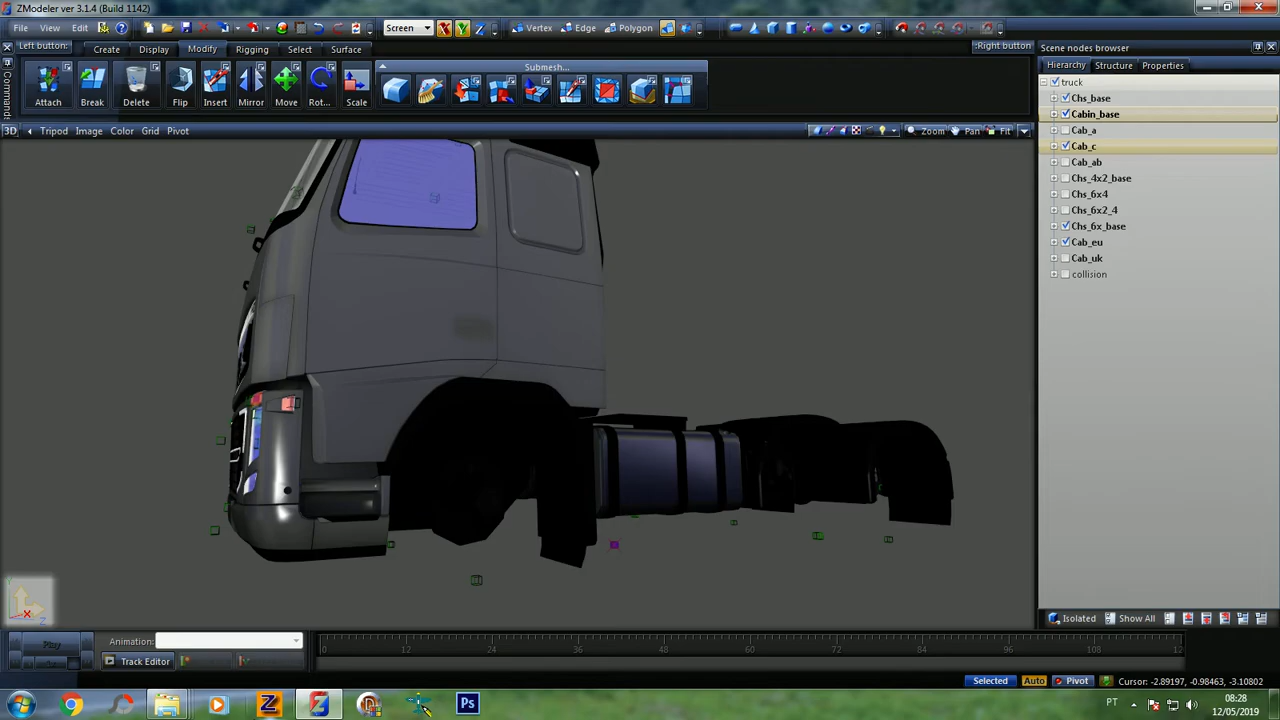 ZModeler ver 3.1.4 (Build 1142)
File View Edit Screen X Y Z Vertex Edge Polygon
Left button: Create Display Modify Rigging Select Surface :Right button
Commands
Submesh...
Attach Break Delete Flip Insert Mirror Move Rot... Scale
3D Tripod Image Color Grid Pivot Zoom Pan Fit
Scene nodes browser
Hierarchy Structure Properties
truck
Chs_base
Cabin_base
Cab_a
Cab_c
Cab_ab
Chs_4x2_base
Chs_6x4
Chs_6x2_4
Chs_6x_base
Cab_eu
Cab_uk
collision
Isolated Show All
Play Animation: 0 12 24 36 48 60 72 84 96 108 12
Track Editor
Selected Auto Pivot Cursor: -2.89197, -0.98463, -3.10802
Ps PT 08:28
12/05/2019